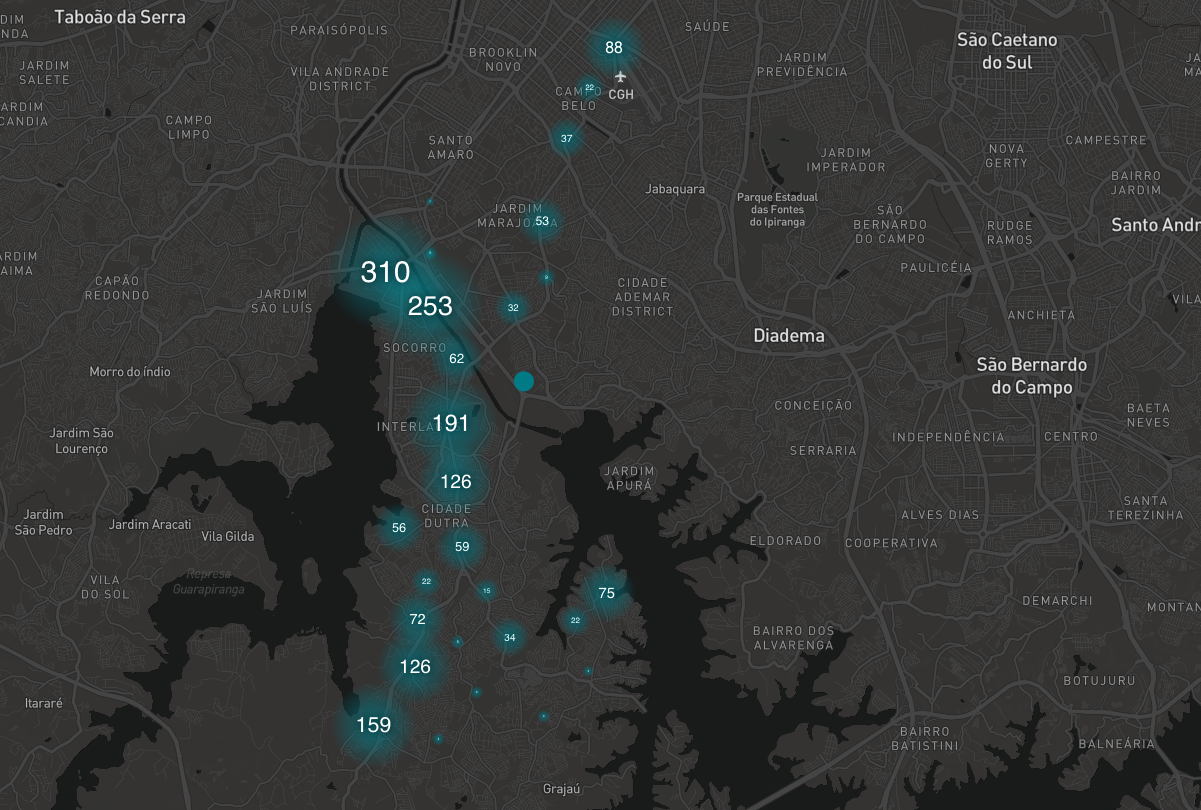 Taboão da Serra
DIM
NDA
PARAISÓPOLIS
SAÚDE
88
BROOKLIN
NOVO
São Caetano
do Sul
JARDIM
SALETE
VILA ANDRADE
DISTRICT
JARDIM
PREVIDÊNCIA
JA
MA
22
CAMPO
BELO
CGH
ARDIM
CANDIA
CAMPO
LIMPO
37
SANTO
AMARO
CAMPESTRE
NOVA
GERTY
JARDIM
IMPERADOR
BAIRRO
JARDIM
Jabaquara
Parque Estadual
das Fontes
do Ipiranga
JARDIM
MARAJOARA
53
SÃO
BERNARDO
DO CAMPO
RUDGE
RAMOS
Santo Andr
ARDIM
AIMA
310
253
PAULICÉIA
CAPÃO
REDONDO
JARDIM
SÃO LUÍS
CIDADE
ADEMAR
DISTRICT
32
VILA
ANCHIETA
Diadema
SOCORRO
62
São Bernardo
do Campo
Morro do índio
CONCEIÇÃO
BAETA
NEVES
INTERLA
191
Jardim São
Lourenço
INDEPENDÊNCIA
CENTRO
SERRARIA
126
JARDIM
APURÁ
CIDADE
DUTRA
56
59
Jardim
São Pedro
Jardim Aracati
Vila Gilda
ALVES DIAS
SANTA
TEREZINHA
ELDORADO
COOPERATIVA
VILA
DO SOL
Represa
Guarapiranga
22
15
75
DEMARCHI
MONTAN
72
22
34
BAIRRO DOS
ALVARENGA
126
BOTUJURU
Itararé
159
BAIRRO
BATISTINI
BALNEÁRIA
Grajaú